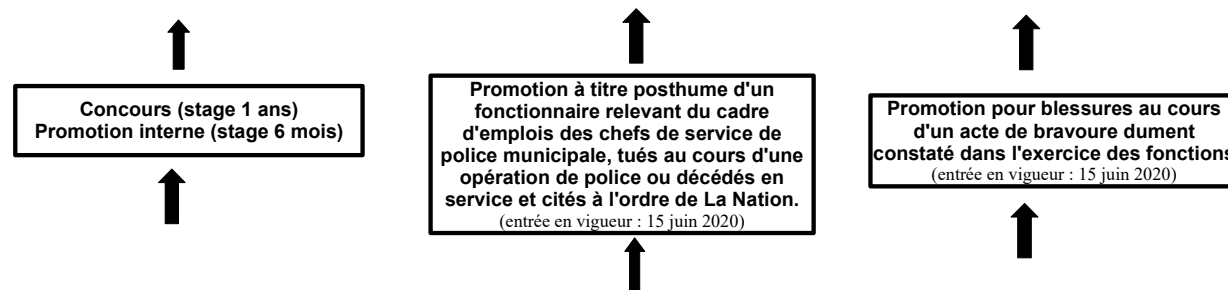 Concours (stage 1 ans)
Promotion interne (stage 6 mois)
Promotion à titre posthume d'un
fonctionnaire relevant du cadre
d'emplois des chefs de service de
police municipale, tués au cours d'une
opération de police ou décédés en
service et cités à l'ordre de La Nation.
(entrée en vigueur : 15 juin 2020)
Promotion pour blessures au cours
d'un acte de bravoure dument
constaté dans l'exercice des fonctions
(entrée en vigueur : 15 juin 2020)